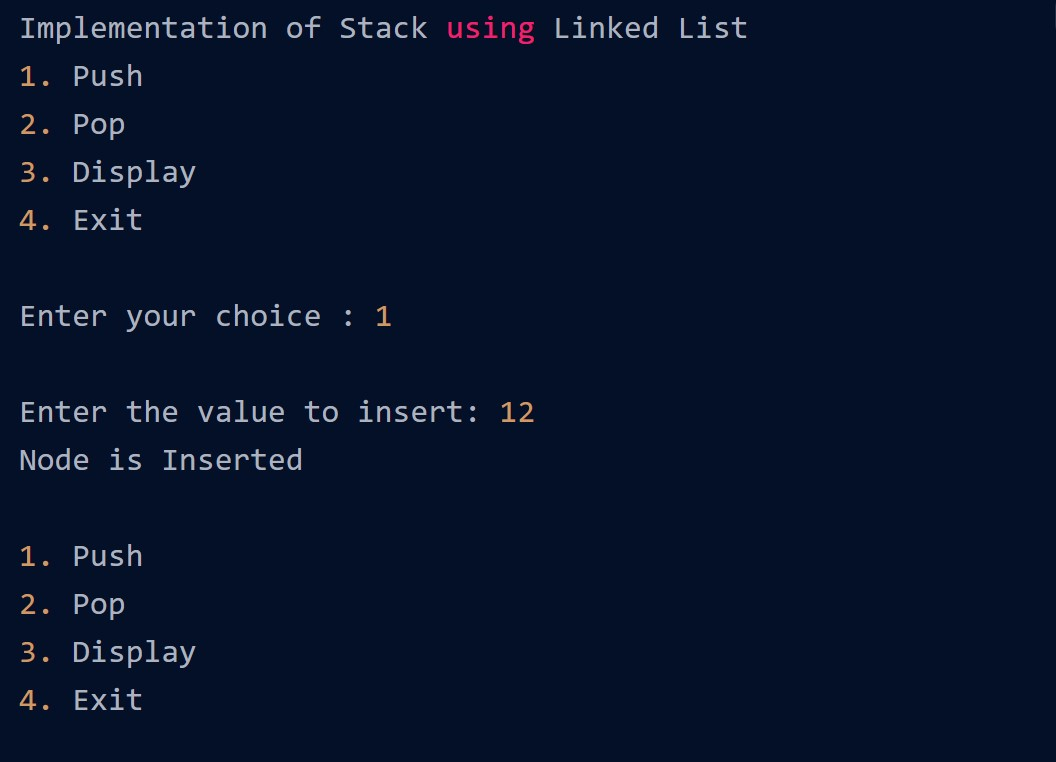 Implementation of Stack using Linked List
1. Push
2. Pop
3. Display
4. Exit
Enter your choice : 1
Enter the value to insert: 12
Node is Inserted
1. Push
2. Pop
3. Display
4. Exit